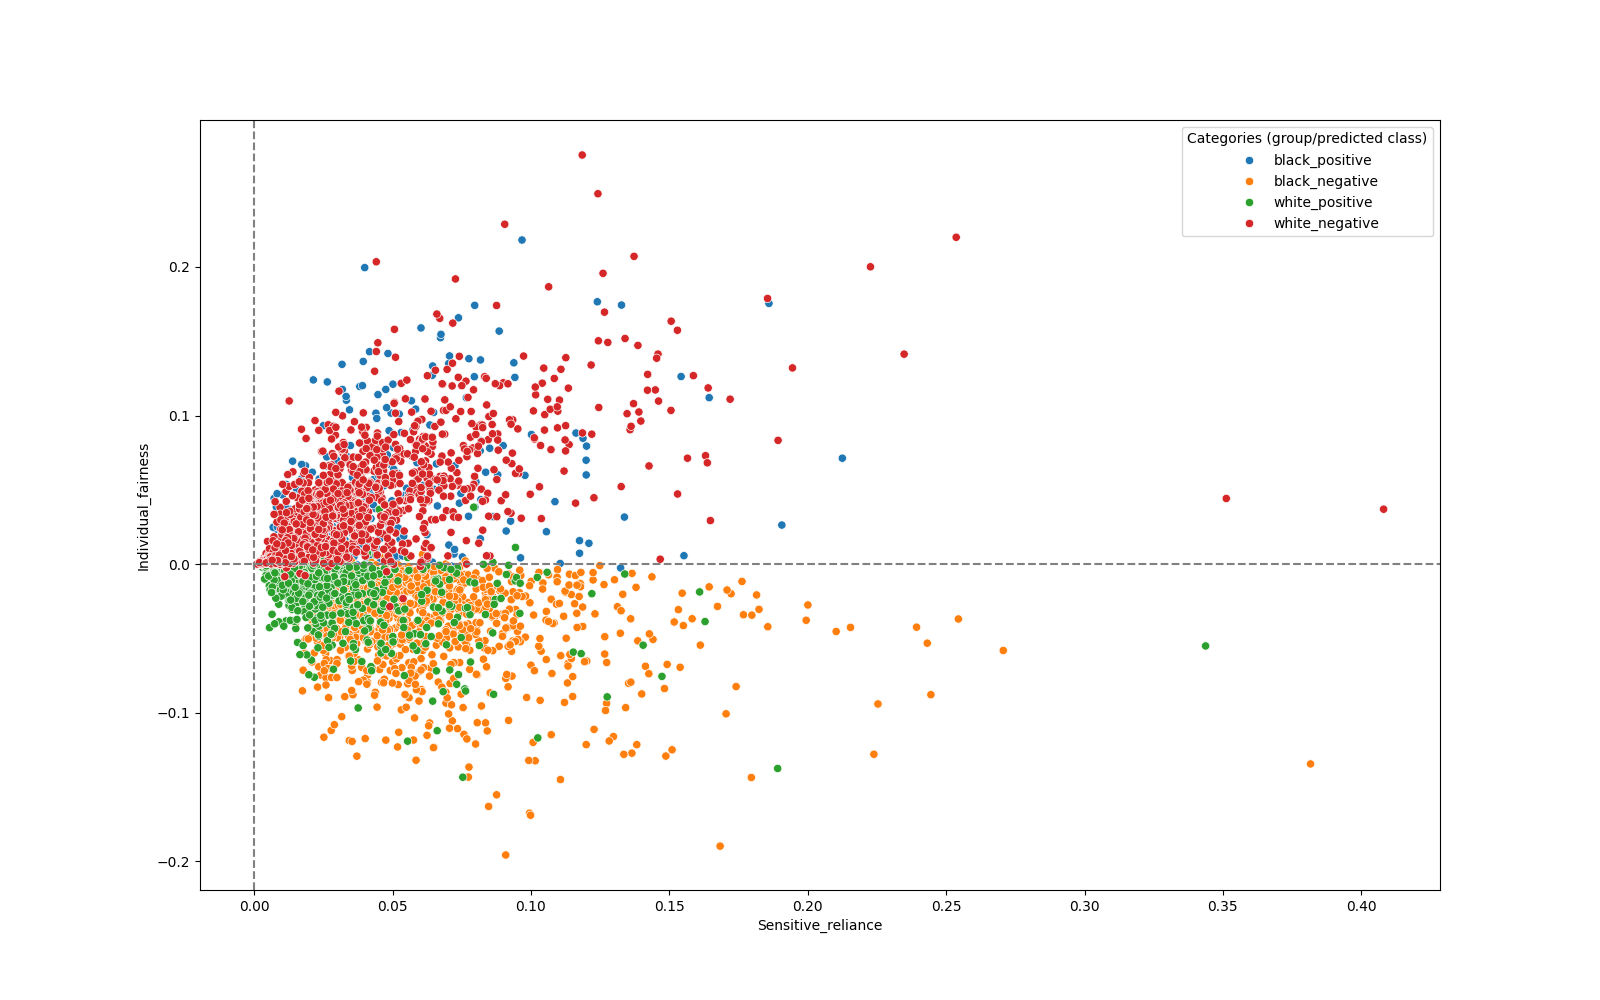 Categories (group/predicted class)
black_positive
black_negative
white_positive
white_negative
Individual_fairness
0.2
0.1
0.0
−0.1
−0.2
0.00 0.05 0.10 0.15 0.20 0.25 0.30 0.35 0.40
Sensitive_reliance